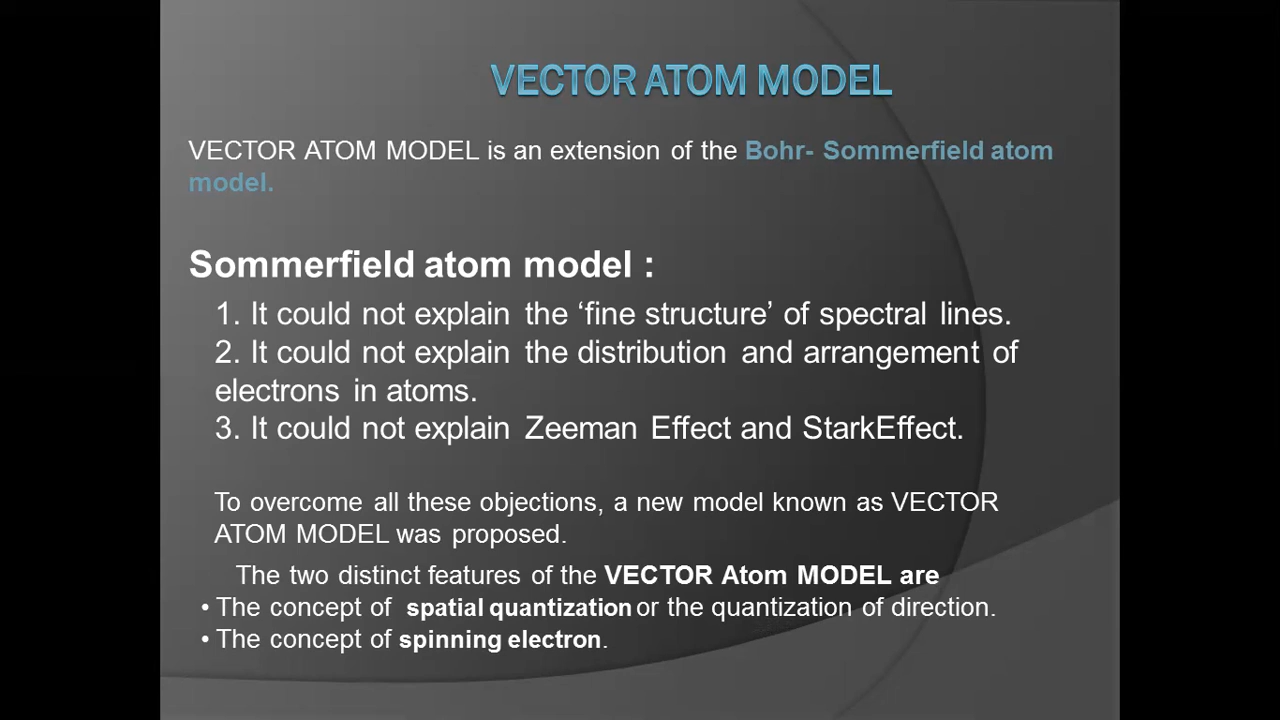 VECTOR ATOM MODEL
VECTOR ATOM MODEL is an extension of the Bohr- Sommerfield atom
model.
Sommerfield atom model :
1. It could not explain the ‘fine structure’ of spectral lines.
2. It could not explain the distribution and arrangement of
electrons in atoms.
3. It could not explain Zeeman Effect and StarkEffect.
To overcome all these objections, a new model known as VECTOR
ATOM MODEL was proposed.
The two distinct features of the VECTOR Atom MODEL are
• The concept of spatial quantization or the quantization of direction.
• The concept of spinning electron.